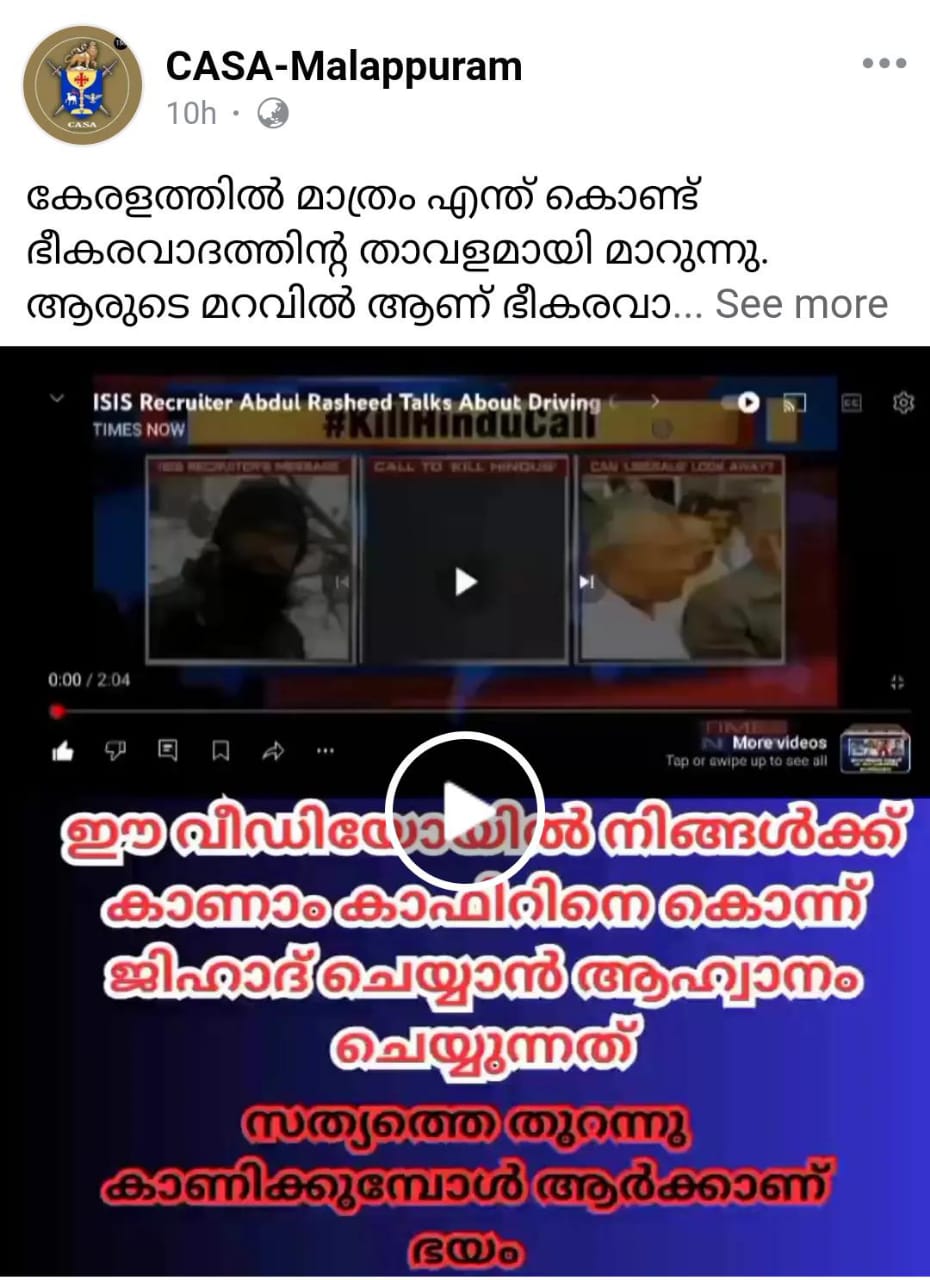 CASA-Malappuram
10h
കേരളത്തിൽ മാത്രം എന്ത് കൊണ്ട്
ഭീകരവാദത്തിന്റ താവളമായി മാറുന്നു.
ആരുടെ മറവിൽ ആണ് ഭീകരവാ... See more
ISIS Recruiter Abdul Rasheed Talks About Driving
TIMES NOW
#KillHinduCall
ISIS RECRUITER'S MESSAGE
CALL TO KILL HINDUS
CAN LIBERALS LOOK AWAY?
0:00 / 2:04
More videos
Tap or swipe up to see all
ഈ വീഡിയോയിൽ നിങ്ങൾക്ക്
കാണാം കാഫിറിനെ കൊന്ന്
ജിഹാദ് ചെയ്യാൻ ആഹ്വാനം
ചെയ്യുന്നത്
സത്യത്തെ തുറന്നു
കാണിക്കുമ്പോൾ ആർക്കാണ്
ഭയം
CASA